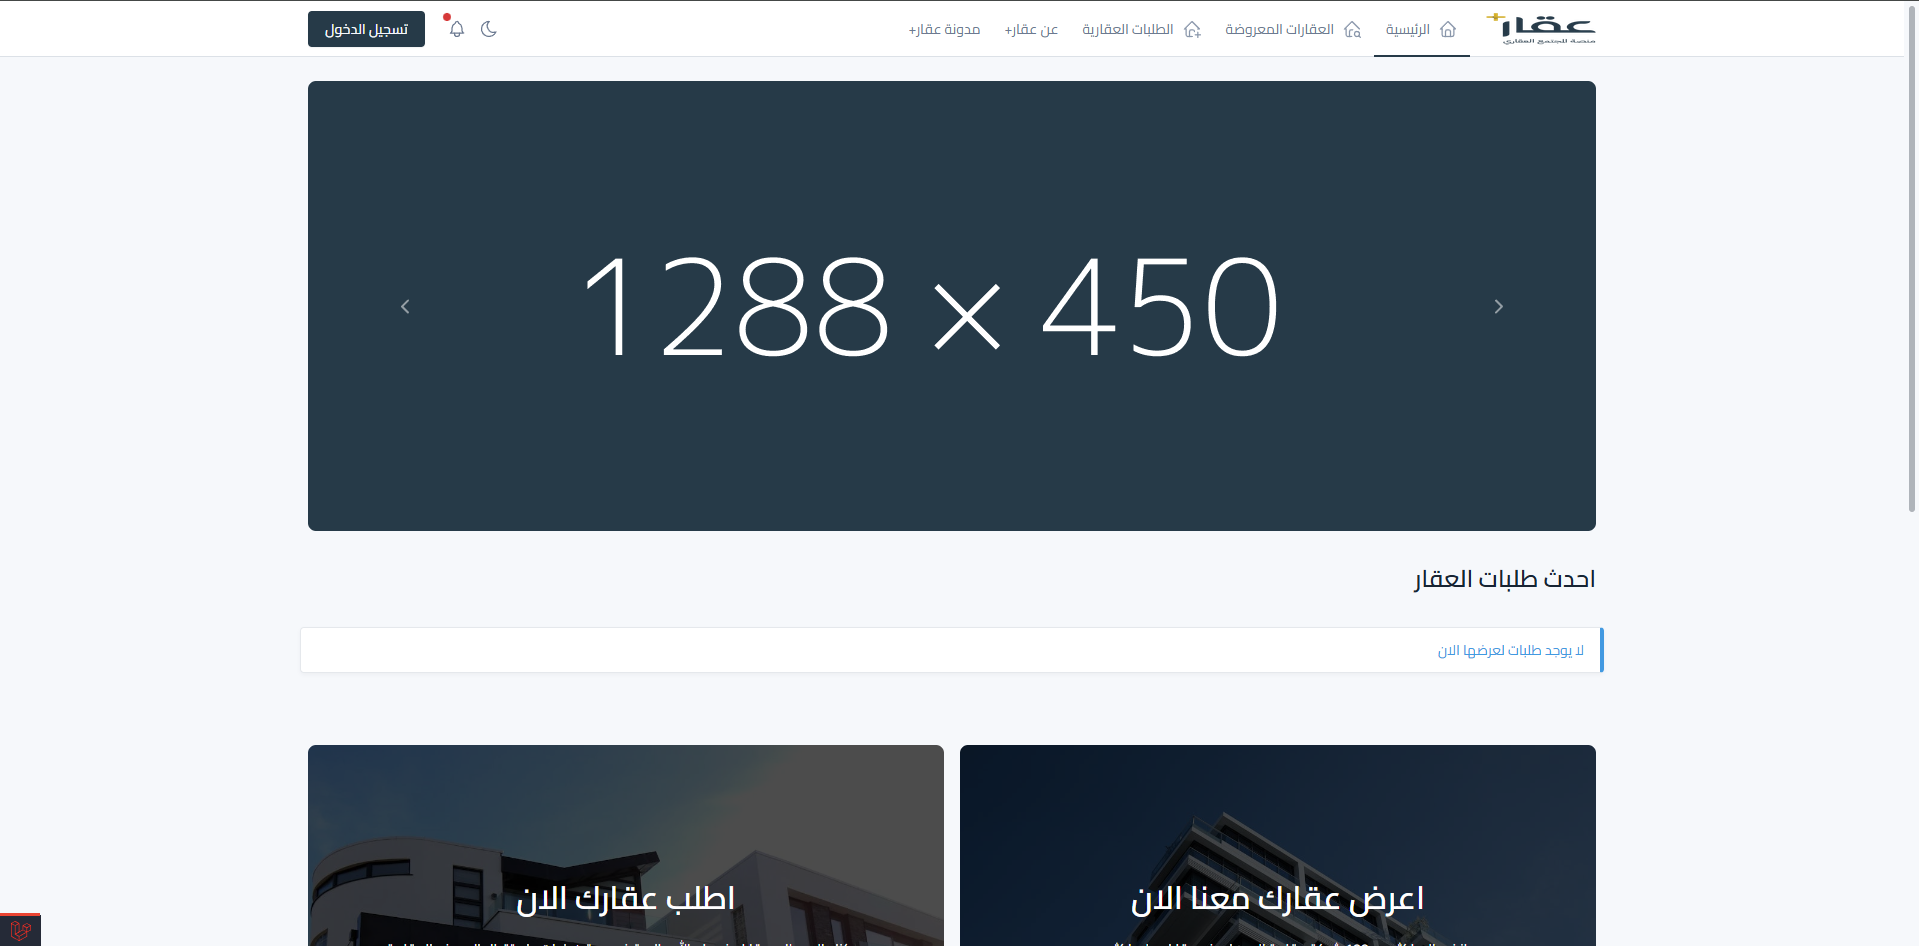 عقار+
منصة المجتمع العقاري
الرئيسية
العقارات المعروضة
الطلبات العقارية
عن عقار+
مدونة عقار+
تسجيل الدخول
1288 × 450
احدث طلبات العقار
لا يوجد طلبات لعرضها الان
اعرض عقارك معنا الان
اطلب عقارك الان